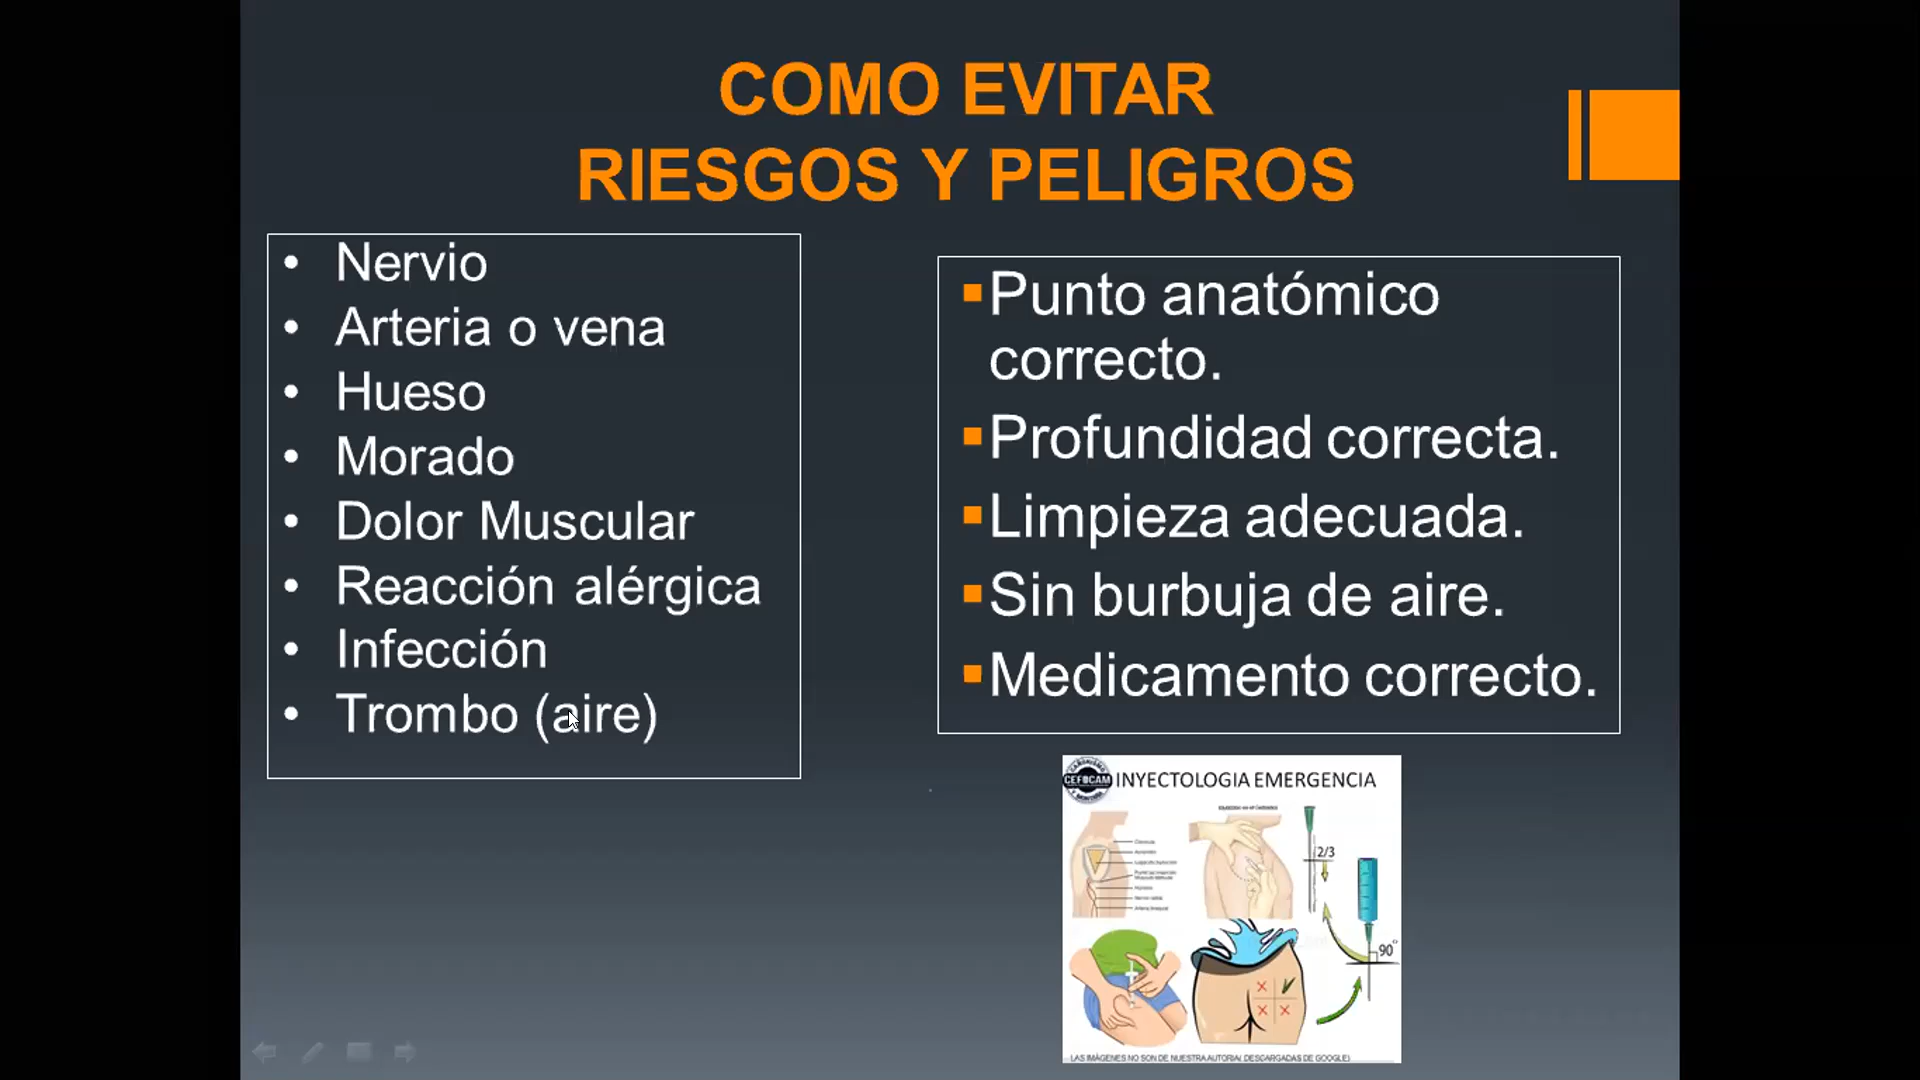 COMO EVITAR
RIESGOS Y PELIGROS
• Nervio
• Arteria o vena
• Hueso
• Morado
• Dolor Muscular
• Reacción alérgica
• Infección
• Trombo (aire)
Punto anatómico
correcto.
Profundidad correcta.
Limpieza adecuada.
Sin burbuja de aire.
Medicamento correcto.
CEFOCAM
INYECTOLOGIA EMERGENCIA
2/3
90°
LAS IMÁGENES NO SON DE NUESTRA AUTORIA( DESCARGADAS DE GOOGLE)